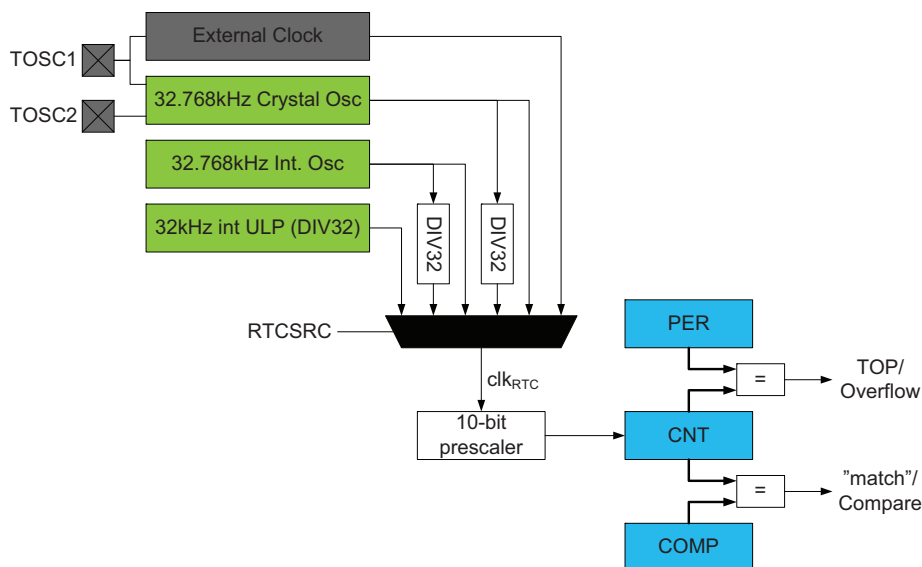 External Clock
TOSC1
32.768kHz Crystal Osc
TOSC2
32.768kHz Int. Osc
32kHz int ULP (DIV32)
DIV32
DIV32
RTCSRC
PER
clkRTC
=
TOP/
Overflow
10-bit
prescaler
CNT
=
"match"/
Compare
COMP